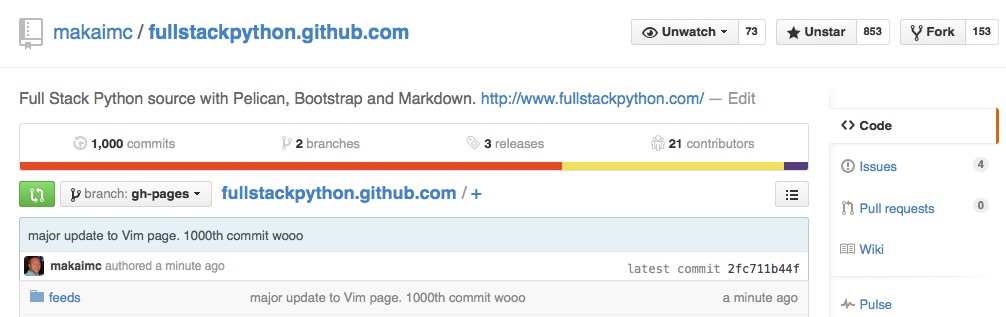 makaimc / fullstackpython.github.com
Unwatch 73
Unstar 853
Fork 153
Full Stack Python source with Pelican, Bootstrap and Markdown. http://www.fullstackpython.com/ — Edit
1,000 commits
2 branches
3 releases
21 contributors
branch: gh-pages
fullstackpython.github.com / +
major update to Vim page. 1000th commit wooo
makaimc authored a minute ago
latest commit 2fc711b44f
feeds
major update to Vim page. 1000th commit wooo
a minute ago
<> Code
Issues 4
Pull requests 0
Wiki
Pulse